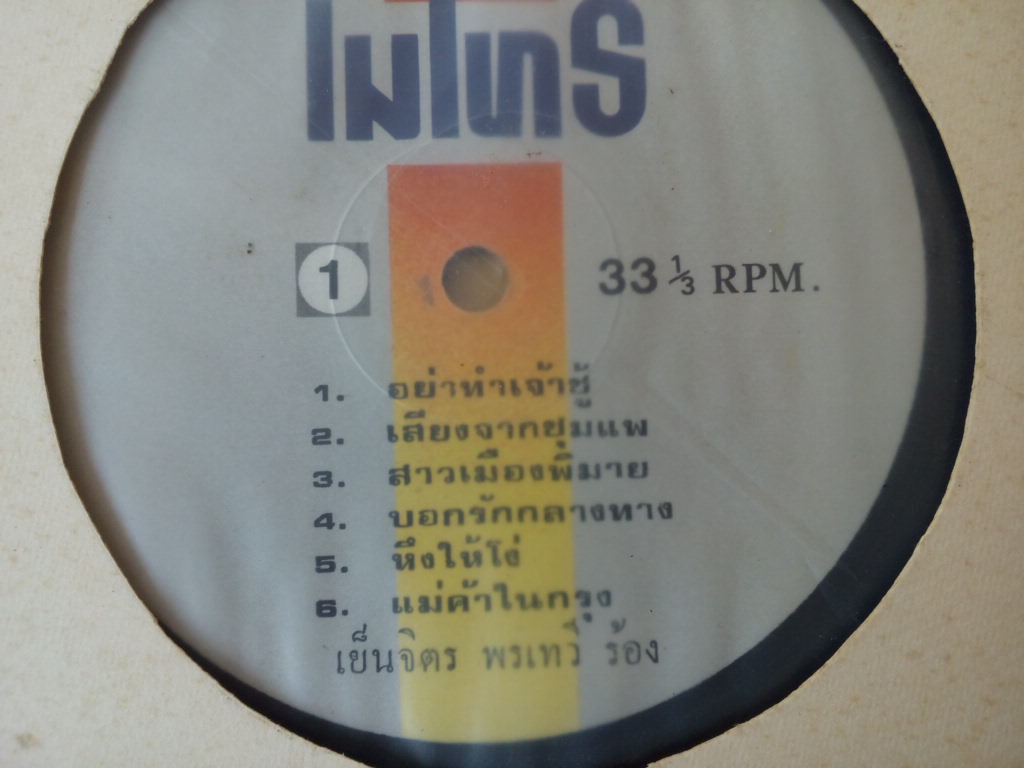 ไมโทร
1
33 ⅓ RPM.
1. อย่าทำเจ้าชู้
2. เสียงจากซุ้มแพ
3. สาวเมืองพิมาย
4. บอกรักกลางทาง
5. หึงให้โง่
6. แม่ค้าในกรุง
เย็นจิตร พรเทวี ร้อง